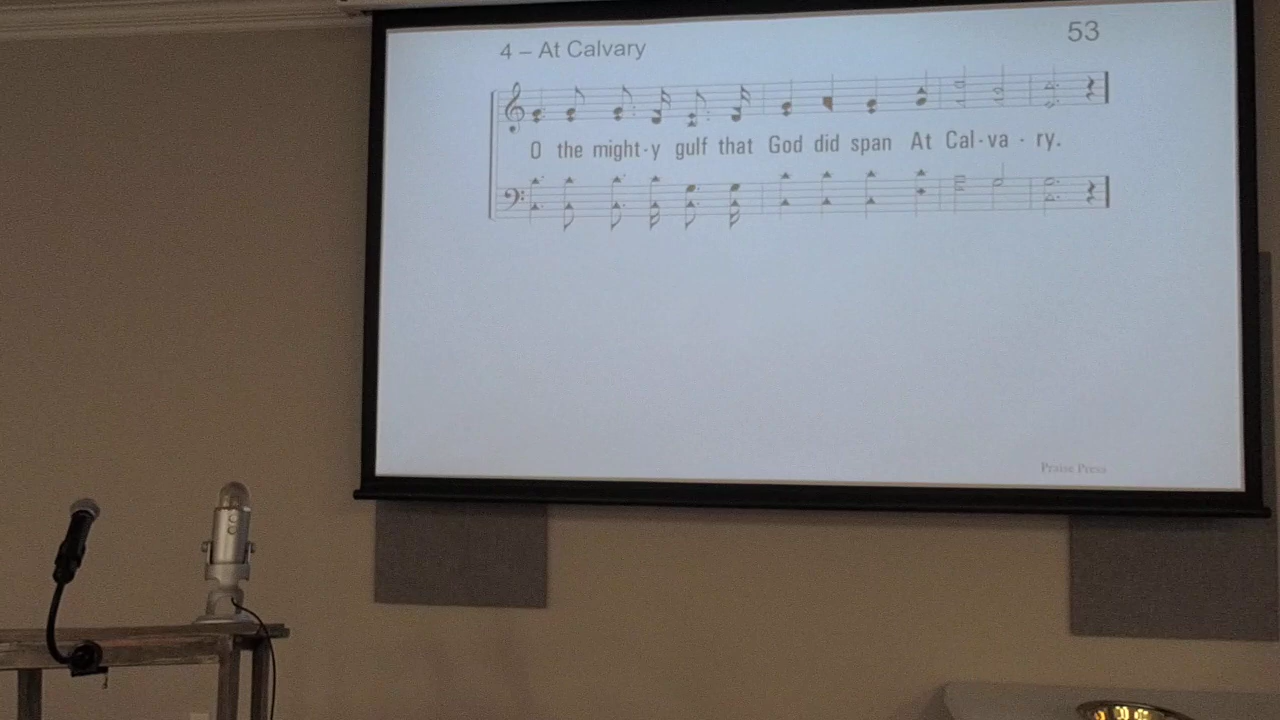 4 – At Calvary
53
O the might-y gulf that God did span At Cal-va-ry.
Praise Press